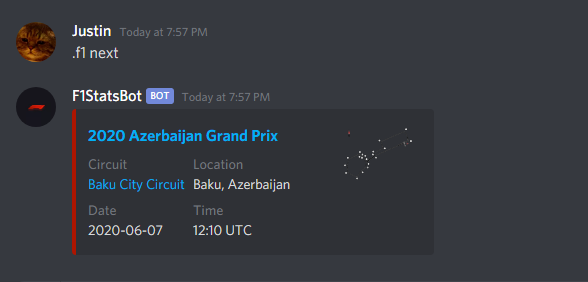 Justin Today at 7:57 PM
.f1 next
F1StatsBot BOT Today at 7:57 PM
2020 Azerbaijan Grand Prix
Circuit Location
Baku City Circuit Baku, Azerbaijan
Date Time
2020-06-07 12:10 UTC